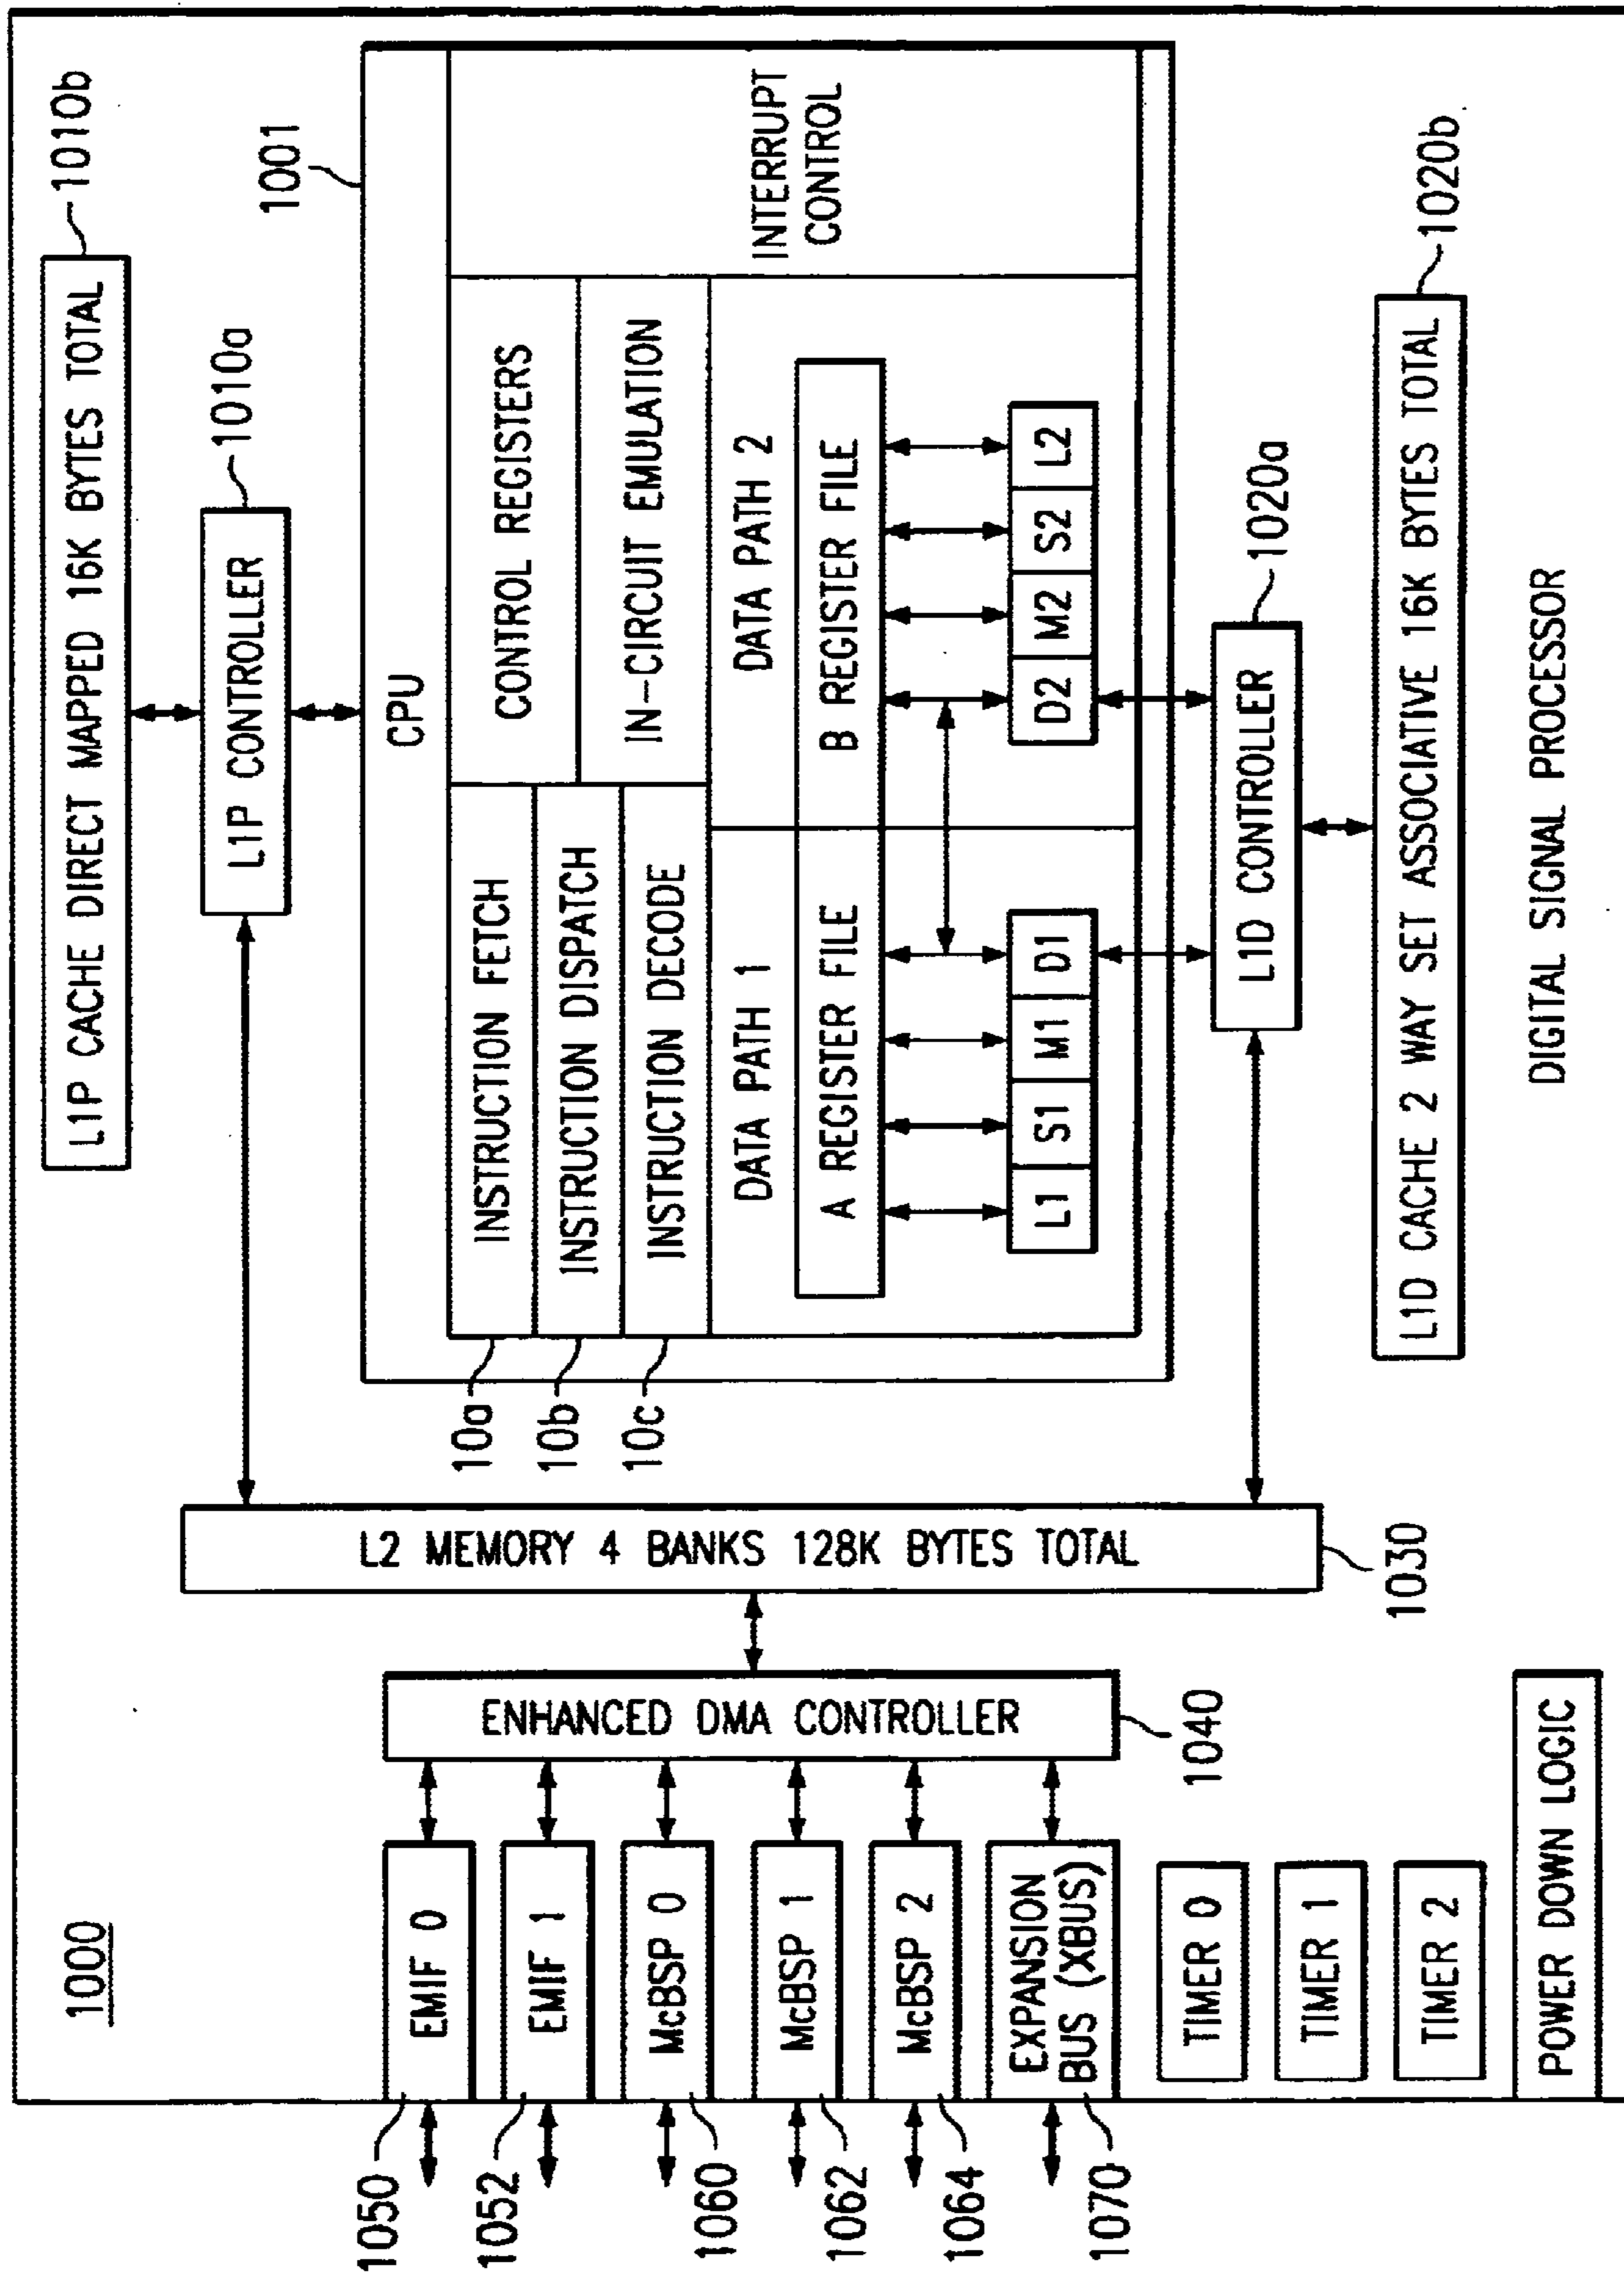 1000
L1P CACHE DIRECT MAPPED 16K BYTES TOTAL
1010b
L1P CONTROLLER
1010a
1001
CPU
INSTRUCTION FETCH
INSTRUCTION DISPATCH
INSTRUCTION DECODE
10a
10b
10c
CONTROL REGISTERS
IN-CIRCUIT EMULATION
INTERRUPT
CONTROL
DATA PATH 1
DATA PATH 2
A REGISTER FILE
B REGISTER FILE
L1
S1
M1
D1
D2
M2
S2
L2
L1D CONTROLLER
1020a
L1D CACHE 2 WAY SET ASSOCIATIVE 16K BYTES TOTAL
1020b
DIGITAL SIGNAL PROCESSOR
L2 MEMORY 4 BANKS 128K BYTES TOTAL
1030
ENHANCED DMA CONTROLLER
1040
EMIF 0
1050
EMIF 1
1052
McBSP 0
1060
McBSP 1
1062
McBSP 2
1064
EXPANSION
BUS (XBUS)
1070
TIMER 0
TIMER 1
TIMER 2
POWER DOWN LOGIC